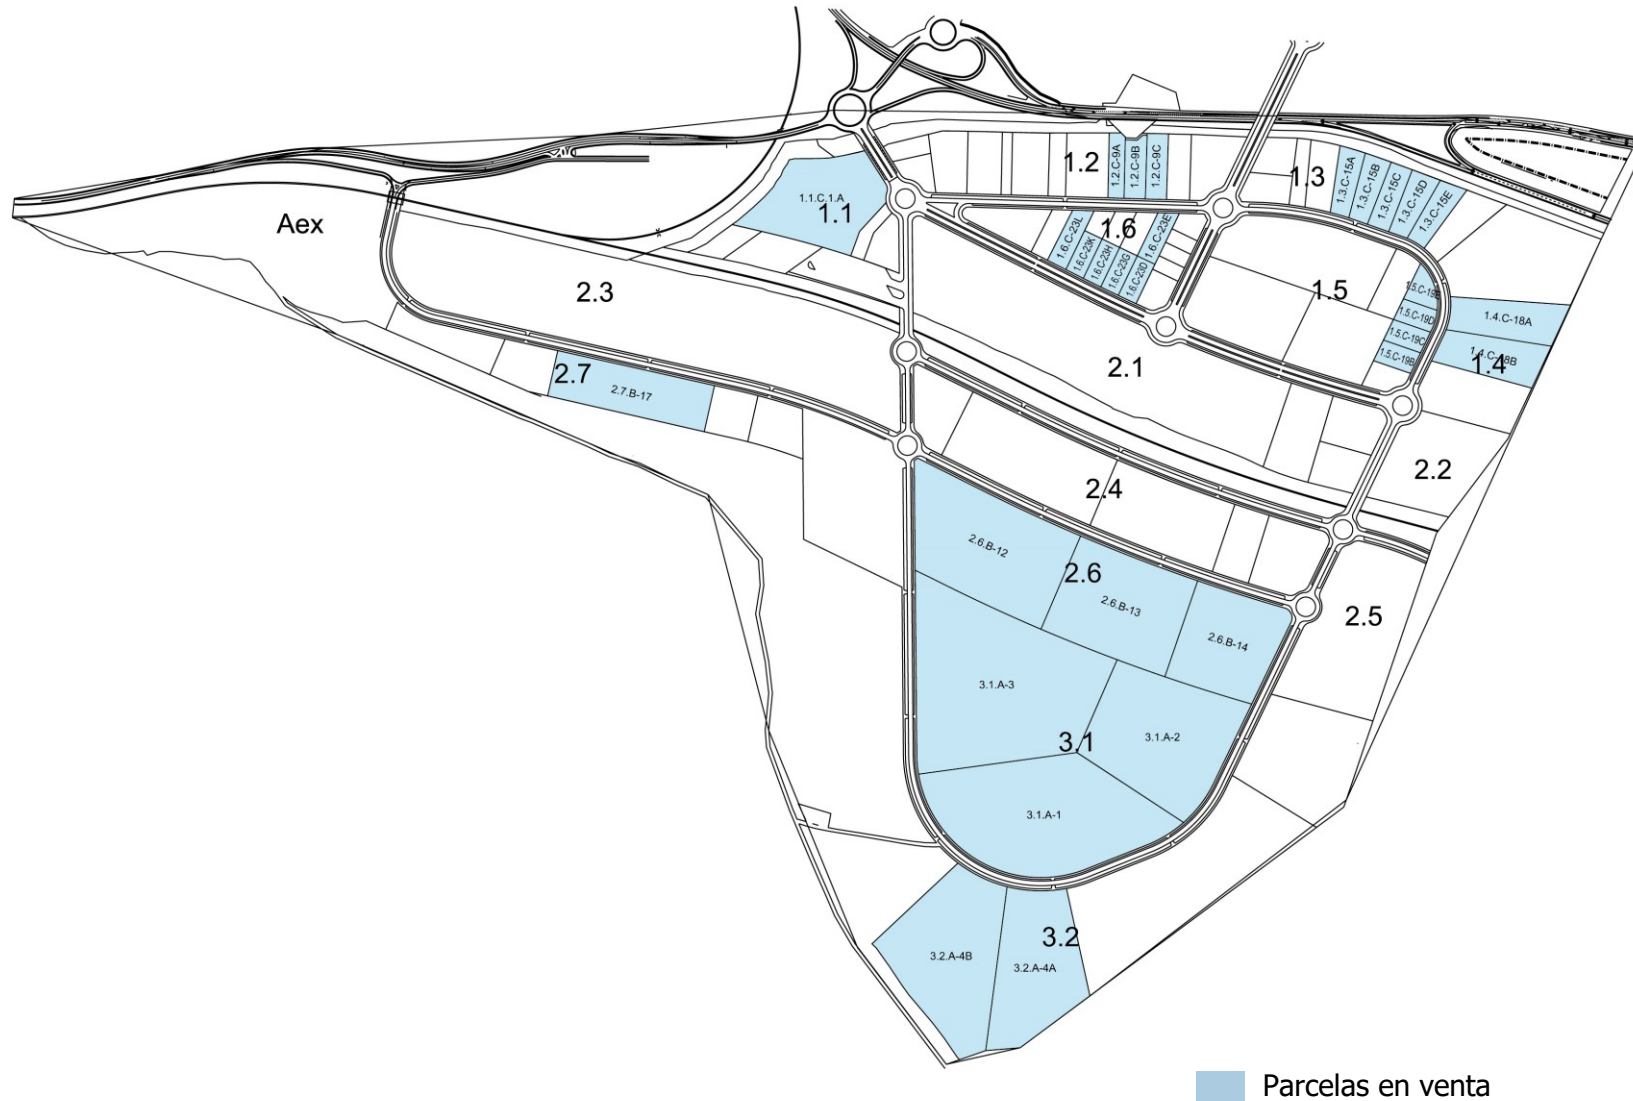 1.2
1.2.C-9A
1.2.C-9B
1.2.C-9C
1.3
1.3.C-15A
1.3.C-15B
1.3.C-15C
1.3.C-15D
1.3.C-15E
1.1.C.1.A
1.1
Aex
1.6
1.6.C-23L
1.6.C-23K
1.6.C-23H
1.6.C-23G
1.6.C-23D
1.6.C-23E
2.3
1.5
1.5.C-19E
1.5.C-19D
1.5.C-19C
1.5.C-19B
1.4.C-18A
1.4.C-18B
1.4
2.1
2.7
2.7.B-17
2.2
2.4
2.6.B-12
2.6
2.6.B-13
2.6.B-14
2.5
3.1.A-3
3.1
3.1.A-2
3.1.A-1
3.2
3.2.A-4B
3.2.A-4A
Parcelas en venta